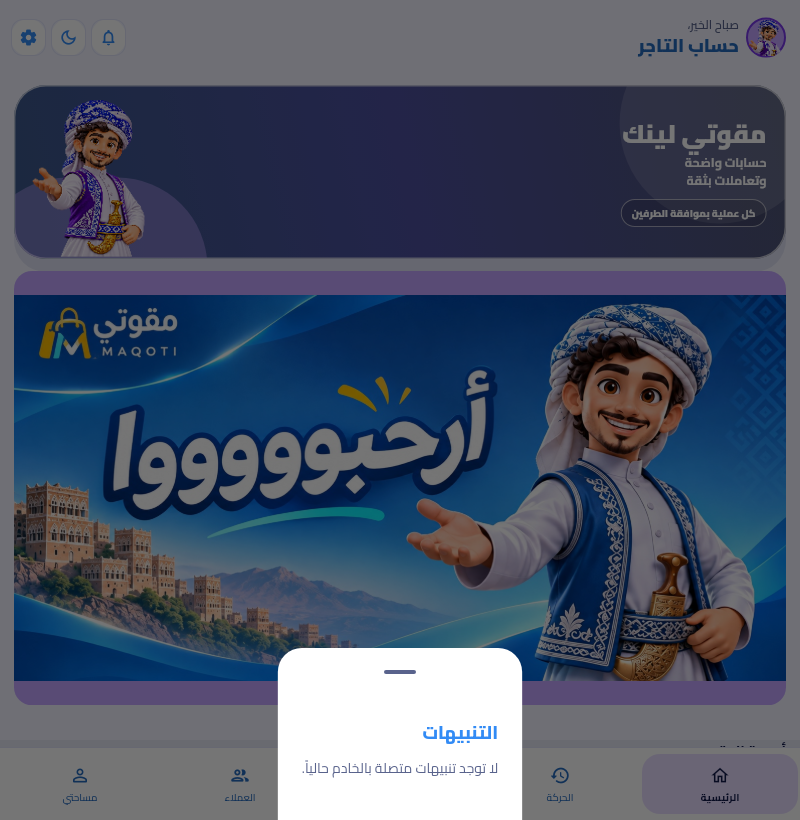 صباح الخير،
حساب التاجر
مقوتي لينك
حسابات واضحة
وتعاملات بثقة
كل عملية بموافقة الطرفين
مقوتي
MAQOTI
أرحبوووووا
التنبيهات
لا توجد تنبيهات متصلة بالخادم حالياً.
الرئيسية
الحركة
العملاء
مساحتي